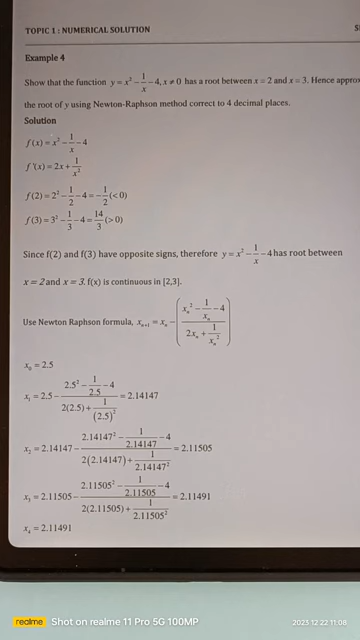 TOPIC 1 : NUMERICAL SOLUTION
Example 4
Show that the function y = x² − 1/x − 4, x ≠ 0 has a root between x = 2 and x = 3. Hence
the root of y using Newton-Raphson method correct to 4 decimal places.
Solution
f(x) = x² − 1/x − 4
f'(x) = 2x + 1/x²
f(2) = 2² − 1/2 − 4 = −1/2 (<0)
f(3) = 3² − 1/3 − 4 = 14/3 (>0)
Since f(2) and f(3) have opposite signs, therefore y = x² − 1/x − 4 has root between
x = 2 and x = 3. f(x) is continuous in [2,3].
Use Newton Raphson formula, xₙ₊₁ = xₙ − ((xₙ² − 1/xₙ − 4)/(2xₙ + 1/xₙ²))
x₀ = 2.5
x₁ = 2.5 − (2.5² − 1/2.5 − 4)/(2(2.5) + 1/(2.5)²) = 2.14147
x₂ = 2.14147 − (2.14147² − 1/2.14147 − 4)/(2(2.14147) + 1/2.14147²) = 2.11505
x₃ = 2.11505 − (2.11505² − 1/2.11505 − 4)/(2(2.11505) + 1/2.11505²) = 2.11491
x₄ = 2.11491
realme Shot on realme 11 Pro 5G 100MP
2023.12.22 11:08